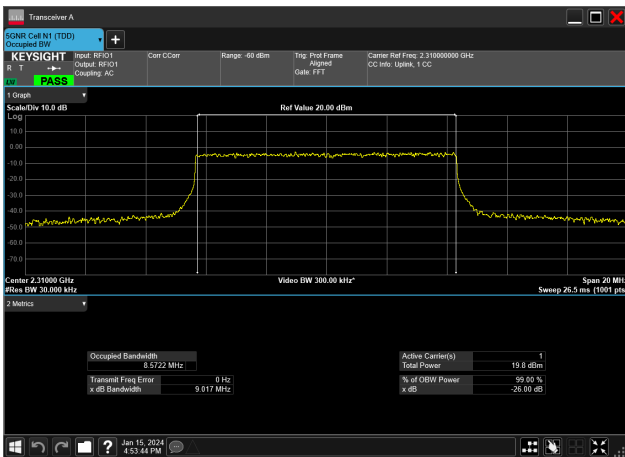 Transceiver A
5GNR Cell N1 (TDD)
Occupied BW
KEYSIGHT
R T
LNI
PASS
Input: RFIO1
Output: RFIO1
Coupling: AC
Corr CCorr
Range: -60 dBm
Trig: Prot Frame
Aligned
Gate: FFT
Carrier Ref Freq: 2.310000000 GHz
CC Info: Uplink, 1 CC
1 Graph
Scale/Div 10.0 dB
Ref Value 20.00 dBm
Log
10.0
0.00
-10.0
-20.0
-30.0
-40.0
-50.0
-60.0
-70.0
Center 2.31000 GHz
Video BW 300.00 kHz*
Span 20 MHz
#Res BW 30.000 kHz
Sweep 26.5 ms (1001 pts
2 Metrics
Occupied Bandwidth
8.5722 MHz
Transmit Freq Error 0 Hz
x dB Bandwidth 9.017 MHz
Active Carrier(s) 1
Total Power 19.8 dBm
% of OBW Power 99.00 %
x dB -26.00 dB
?
Jan 15, 2024
4:53:44 PM